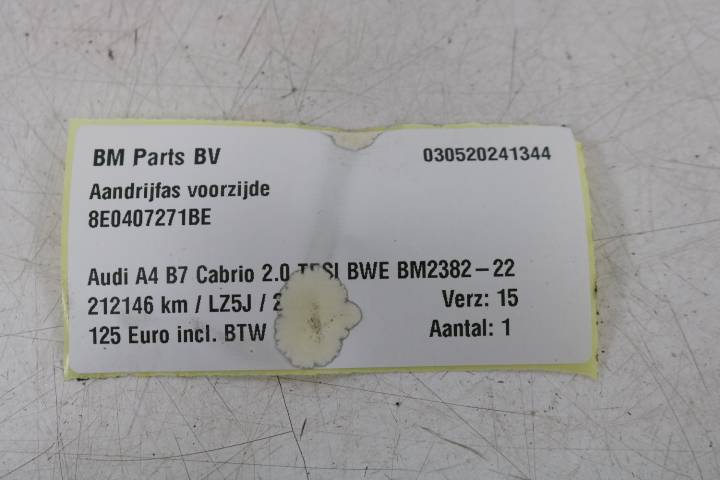 BM Parts BV 030520241344
Aandrijfas voorzijde
8E0407271BE
Audi A4 B7 Cabrio 2.0 TFSI BWE BM2382-22
212146 km / LZ5J / Verz: 15
125 Euro incl. BTW Aantal: 1